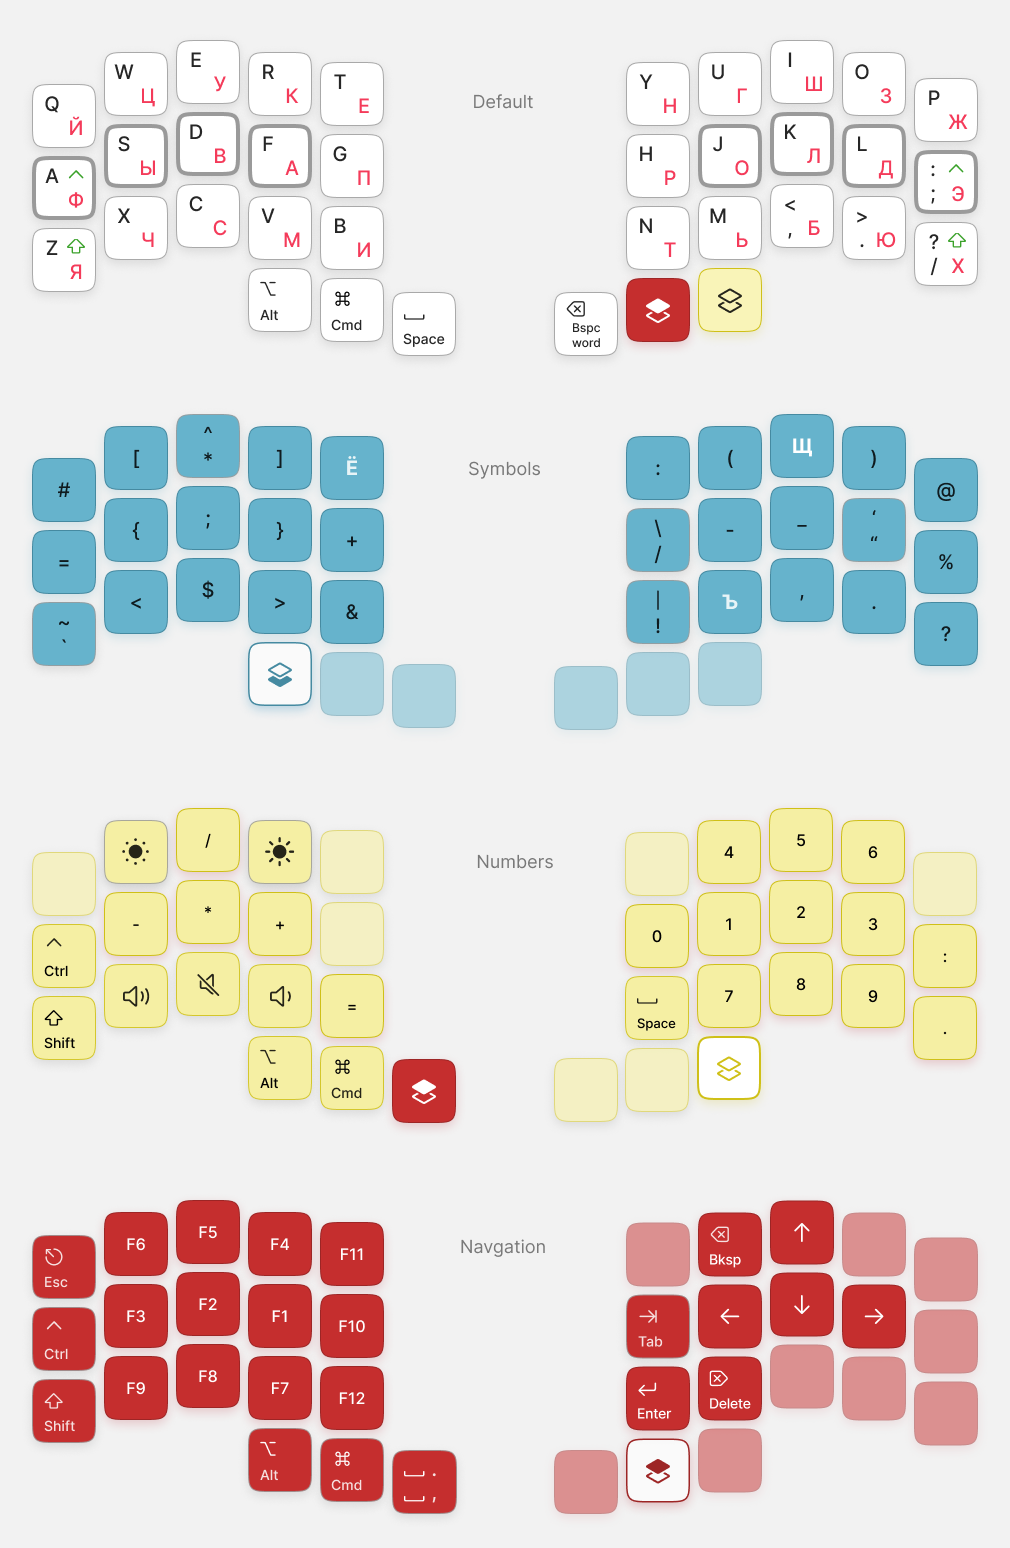 Default
Q Й
W Ц
E У
R К
T Е
Y Н
U Г
I Ш
O З
P Ж
A ^ Ф
S Ы
D В
F А
G П
H Р
J О
K Л
L Д
: ^
; Э
Z Я
X Ч
C С
V М
B И
N Т
M Ь
<
, Б
>
. Ю
?
/ Х
⌥
Alt
⌘
Cmd
Space
Bspc
word
Symbols
#
[
^
*
]
Ё
:
(
Щ
)
@
=
{
;
}
+
\
/
-
_
‘
“
%
~
`
<
$
>
&
|
!
Ъ
,
.
?
Numbers
/
4
5
6
Ctrl
-
*
+
0
1
2
3
:
Shift
=
Space
7
8
9
.
⌥
Alt
⌘
Cmd
Navgation
Esc
F6
F5
F4
F11
Bksp
↑
Ctrl
F3
F2
F1
F10
Tab
←
↓
→
Shift
F9
F8
F7
F12
Enter
Delete
⌥
Alt
⌘
Cmd
.
,